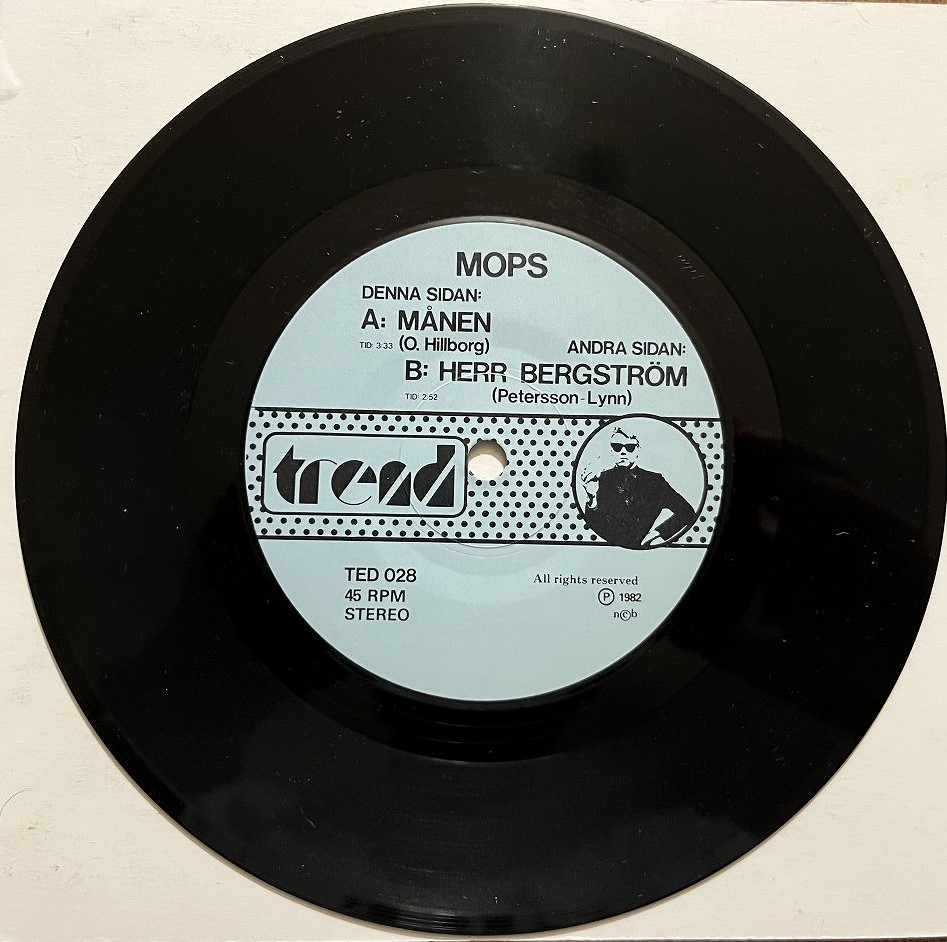 MOPS
DENNA SIDAN:
A: MÅNEN
TID: 3:33 (O. Hillborg)
ANDRA SIDAN:
B: HERR BERGSTRÖM
TID: 2:52 (Petersson-Lynn)
trend
TED 028
45 RPM
STEREO
All rights reserved
Ⓟ 1982
n©b